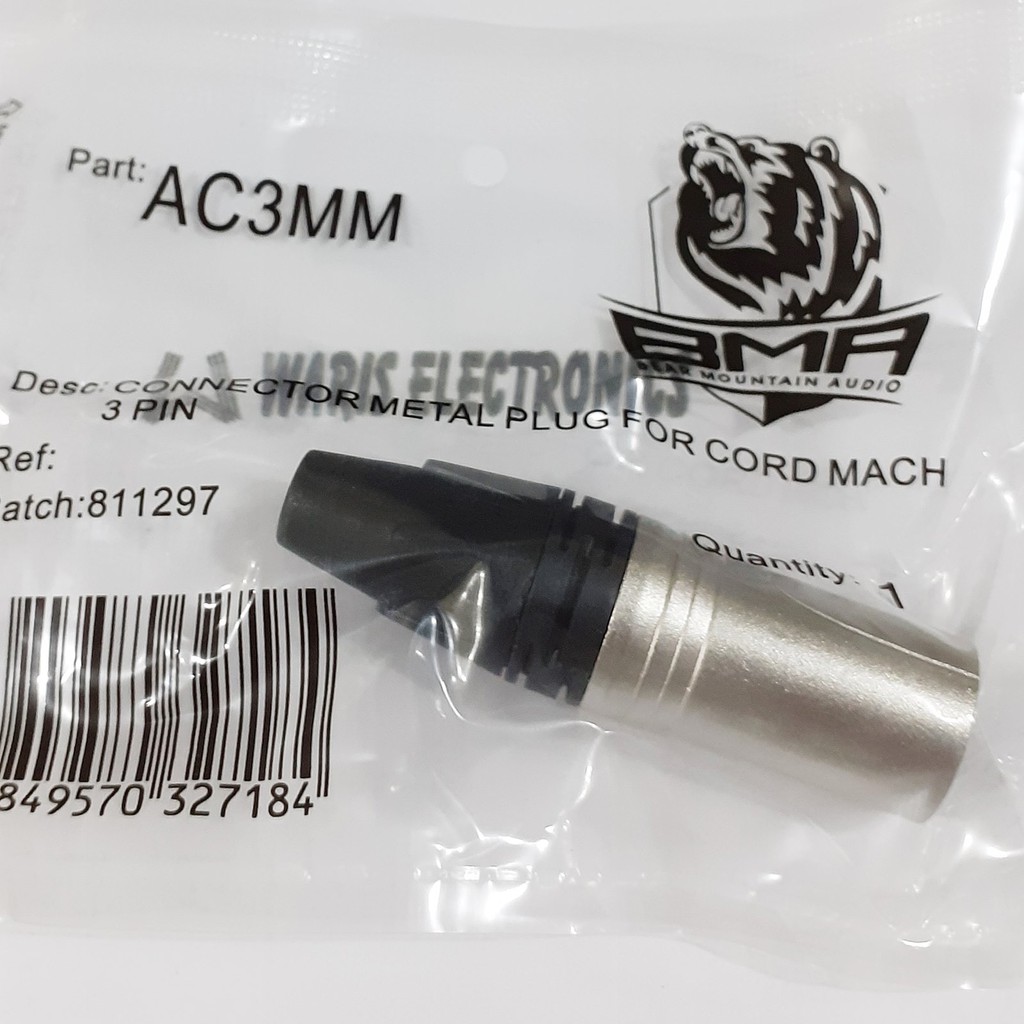 Part: AC3MM
BMA
BEAR MOUNTAIN AUDIO
WARIS ELECTRONICS
Desc: CONNECTOR METAL PLUG FOR CORD MACH
3 PIN
Ref:
Batch:811297
Quantity: 1
849570 327184